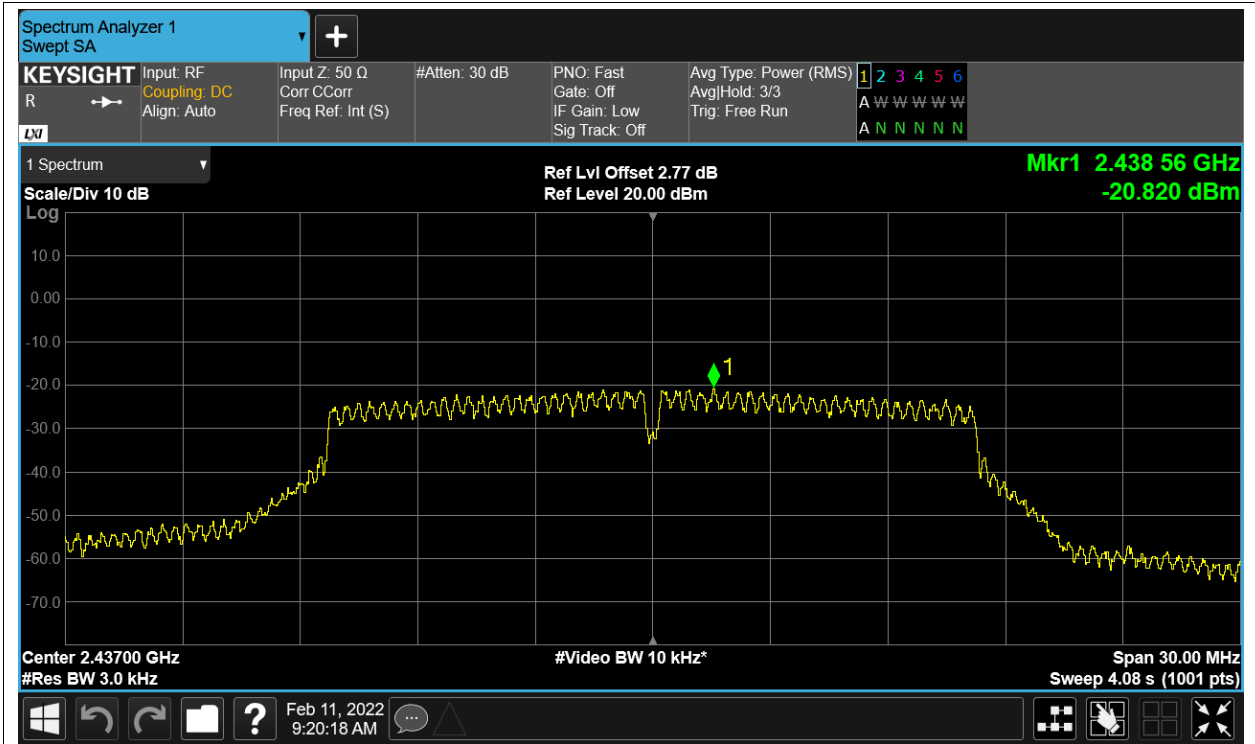 Spectrum Analyzer 1
Swept SA
KEYSIGHT
R
LXI
Input: RF
Coupling: DC
Align: Auto
Input Z: 50 Ω
Corr CCorr
Freq Ref: Int (S)
#Atten: 30 dB
PNO: Fast
Gate: Off
IF Gain: Low
Sig Track: Off
Avg Type: Power (RMS)
Avg|Hold: 3/3
Trig: Free Run
1 2 3 4 5 6
A W W W W W
A N N N N N
1 Spectrum
Scale/Div 10 dB
Log
Ref Lvl Offset 2.77 dB
Ref Level 20.00 dBm
Mkr1 2.438 56 GHz
-20.820 dBm
10.0
0.00
-10.0
-20.0
-30.0
-40.0
-50.0
-60.0
-70.0
1
Center 2.43700 GHz
#Res BW 3.0 kHz
#Video BW 10 kHz*
Span 30.00 MHz
Sweep 4.08 s (1001 pts)
?
Feb 11, 2022
9:20:18 AM